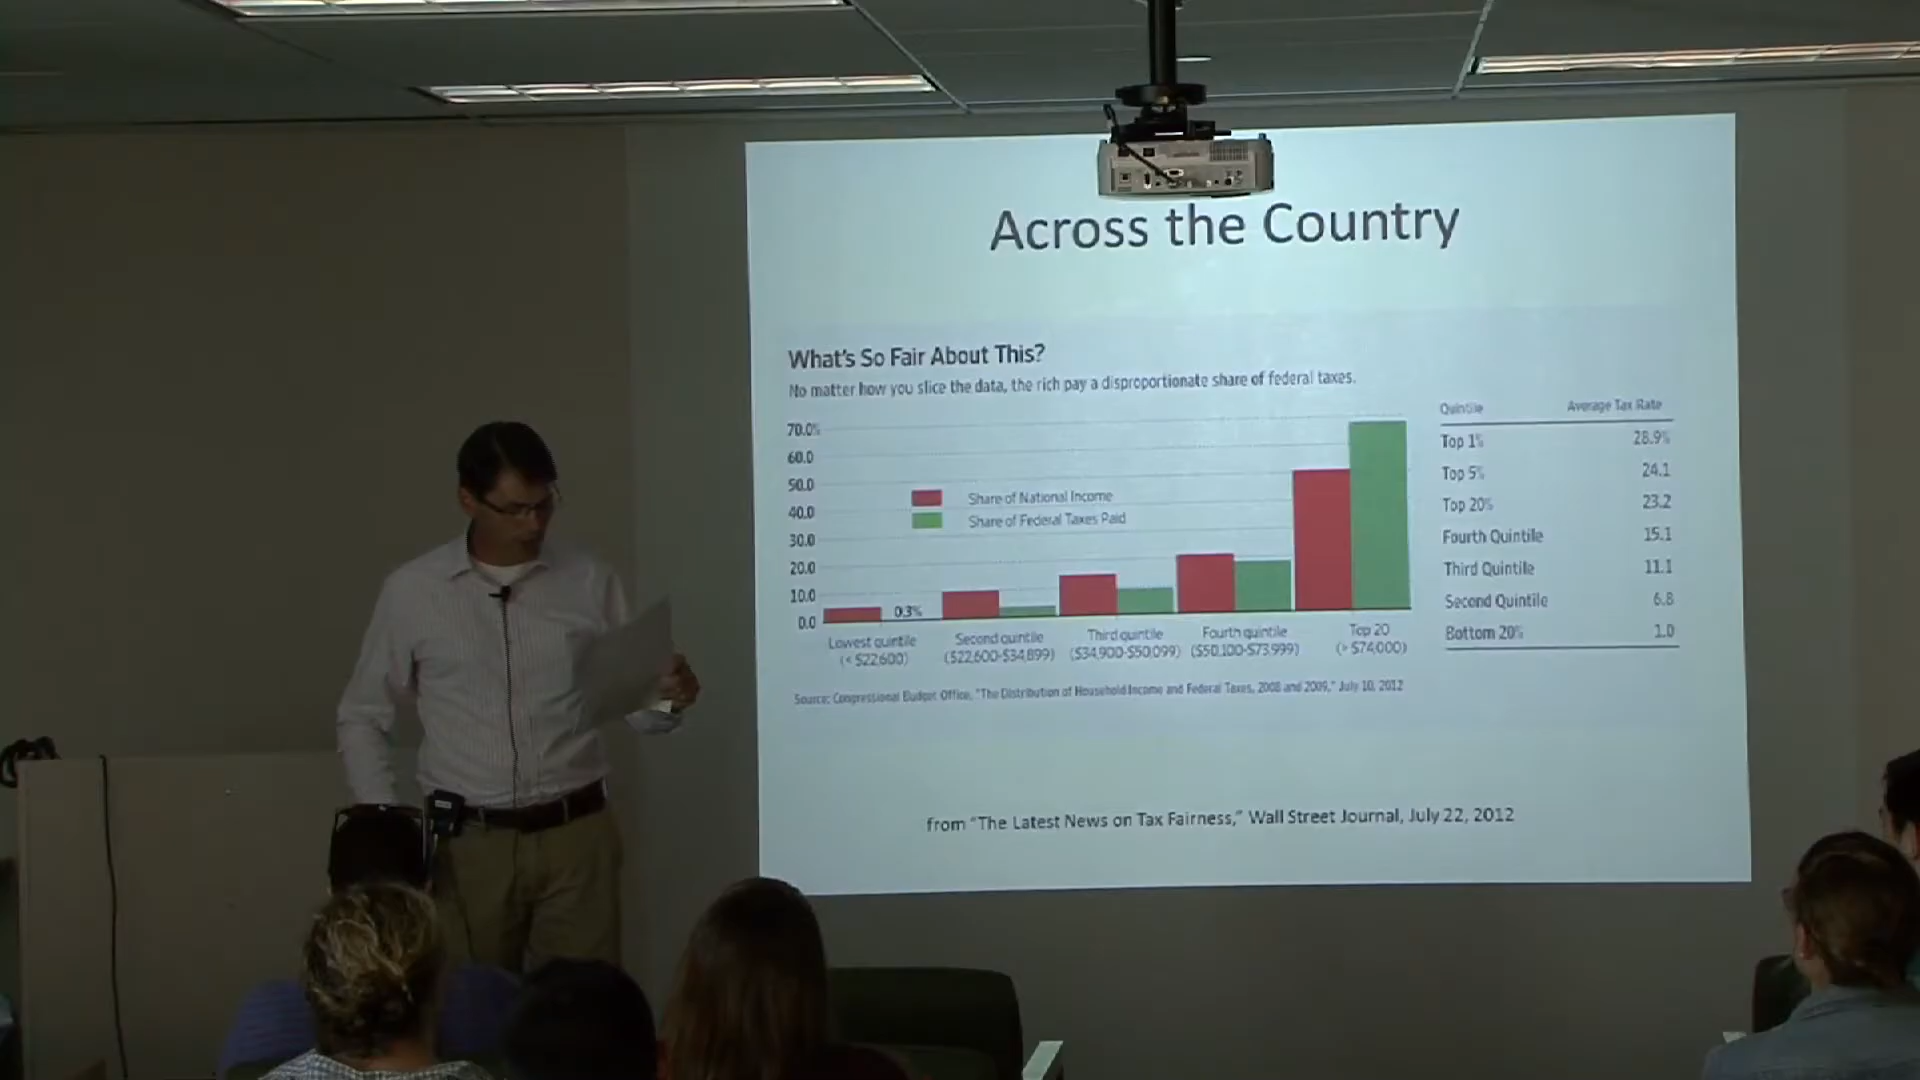 Across the Country
What's So Fair About This?
No matter how you slice the data, the rich pay a disproportionate share of federal taxes.
70.0%
60.0
50.0
40.0
30.0
20.0
10.0
0.0
Share of National Income
Share of Federal Taxes Paid
0.3%
Lowest quintile
(< $22,600)
Second quintile
($22,600-$34,899)
Third quintile
($34,900-$50,099)
Fourth quintile
($50,100-$73,999)
Top 20
(> $74,000)
Quintile Average Tax Rate
Top 1% 28.9%
Top 5% 24.1
Top 20% 23.2
Fourth Quintile 15.1
Third Quintile 11.1
Second Quintile 6.8
Bottom 20% 1.0
Source: Congressional Budget Office, "The Distribution of Household Income and Federal Taxes, 2008 and 2009," July 10, 2012
from "The Latest News on Tax Fairness," Wall Street Journal, July 22, 2012